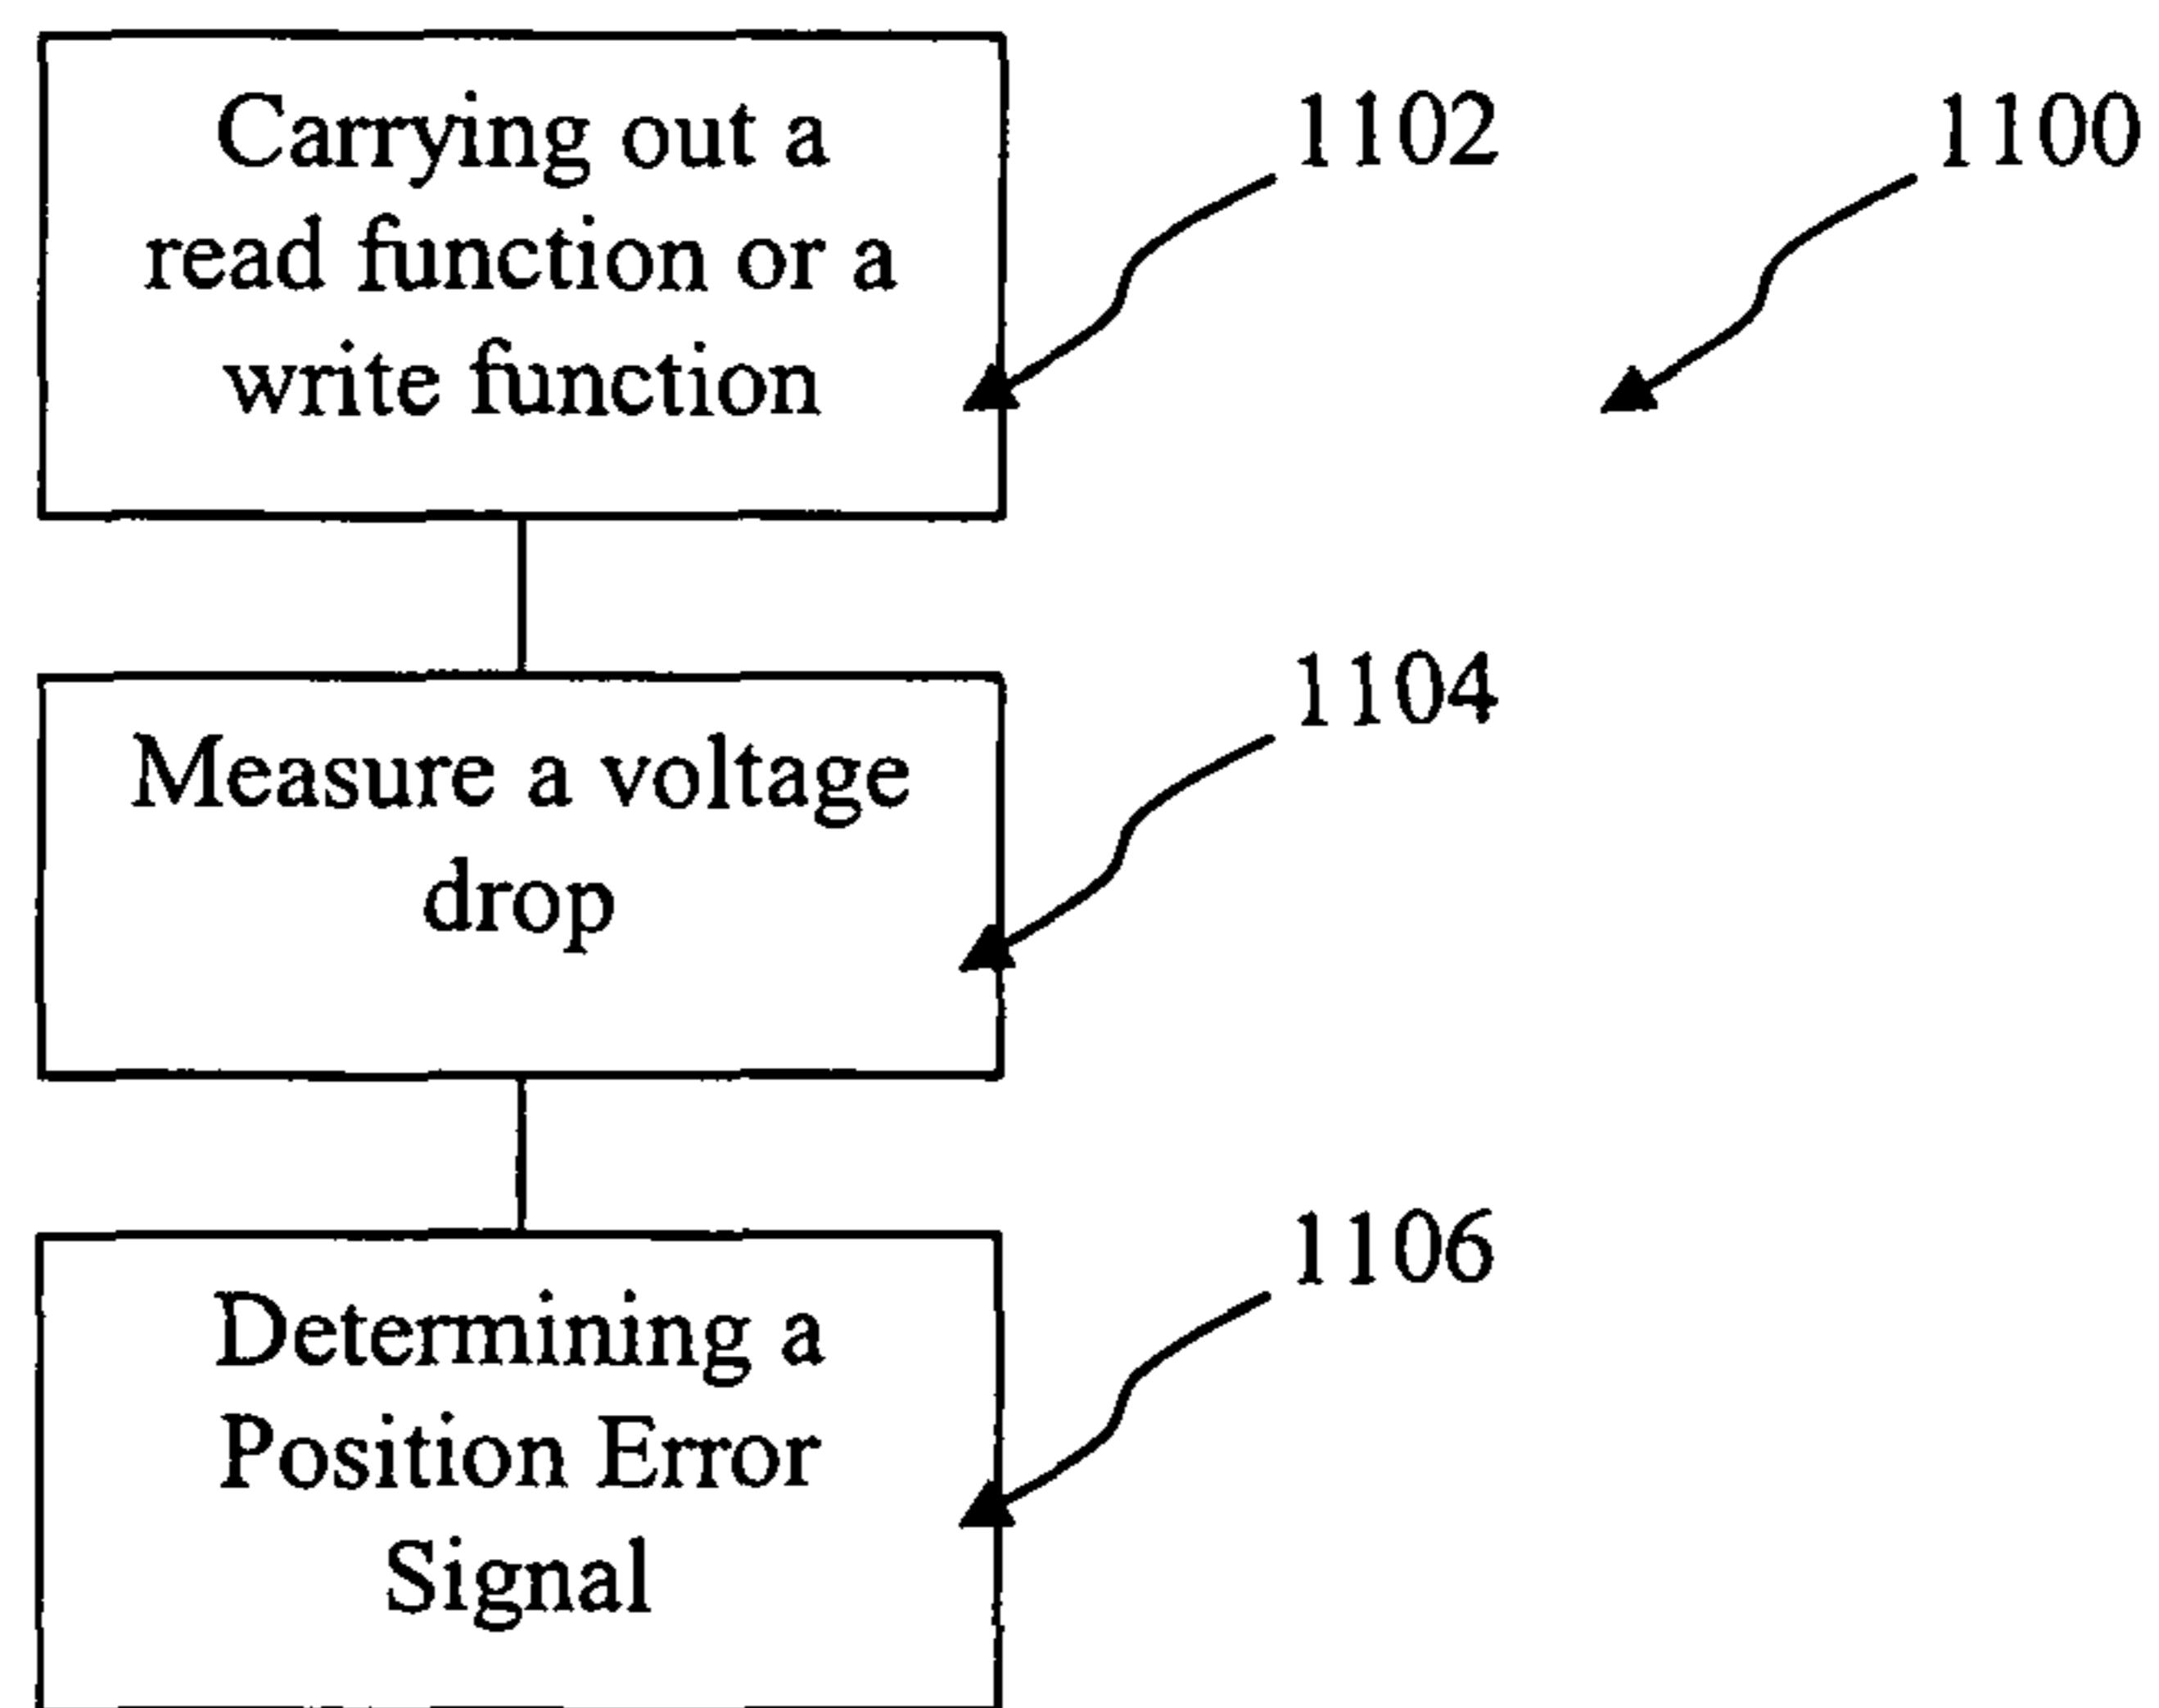 Carrying out a
read function or a
write function
1102
1100
Measure a voltage
drop
1104
Determining a
Position Error
Signal
1106